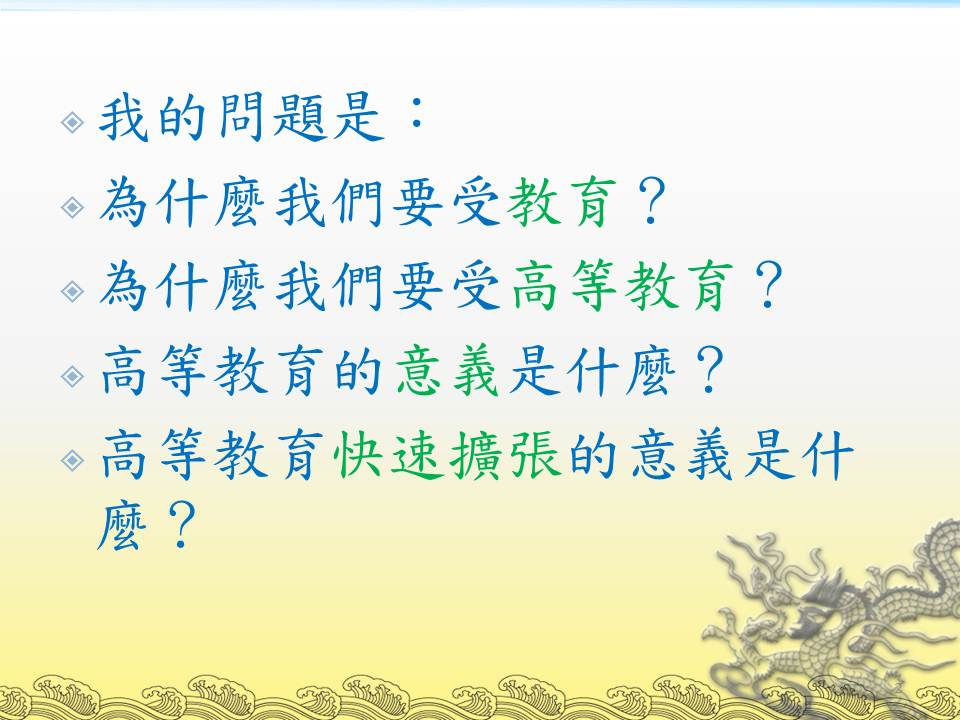 我的問題是：
為什麼我們要受教育？
為什麼我們要受高等教育？
高等教育的意義是什麼？
高等教育快速擴張的意義是什
麼？